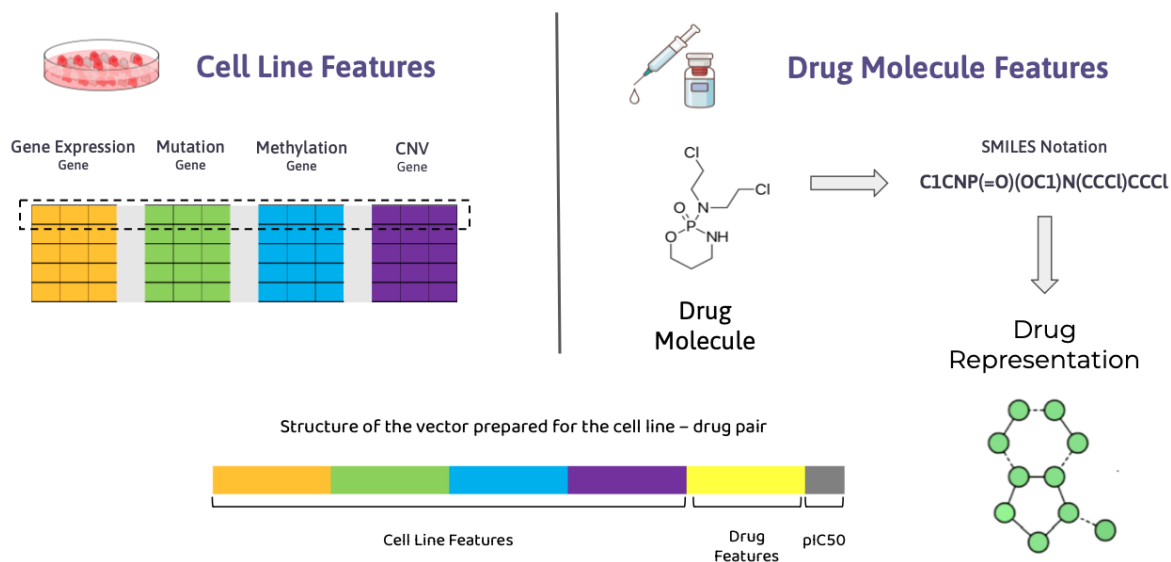 Cell Line Features
Drug Molecule Features
Gene Expression
Gene
Mutation
Gene
Methylation
Gene
CNV
Gene
Cl
Cl
N
O
P
O
NH
Drug
Molecule
SMILES Notation
C1CNP(=O)(OC1)N(CCCl)CCCl
Drug
Representation
Structure of the vector prepared for the cell line – drug pair
Cell Line Features
Drug
Features
pIC50